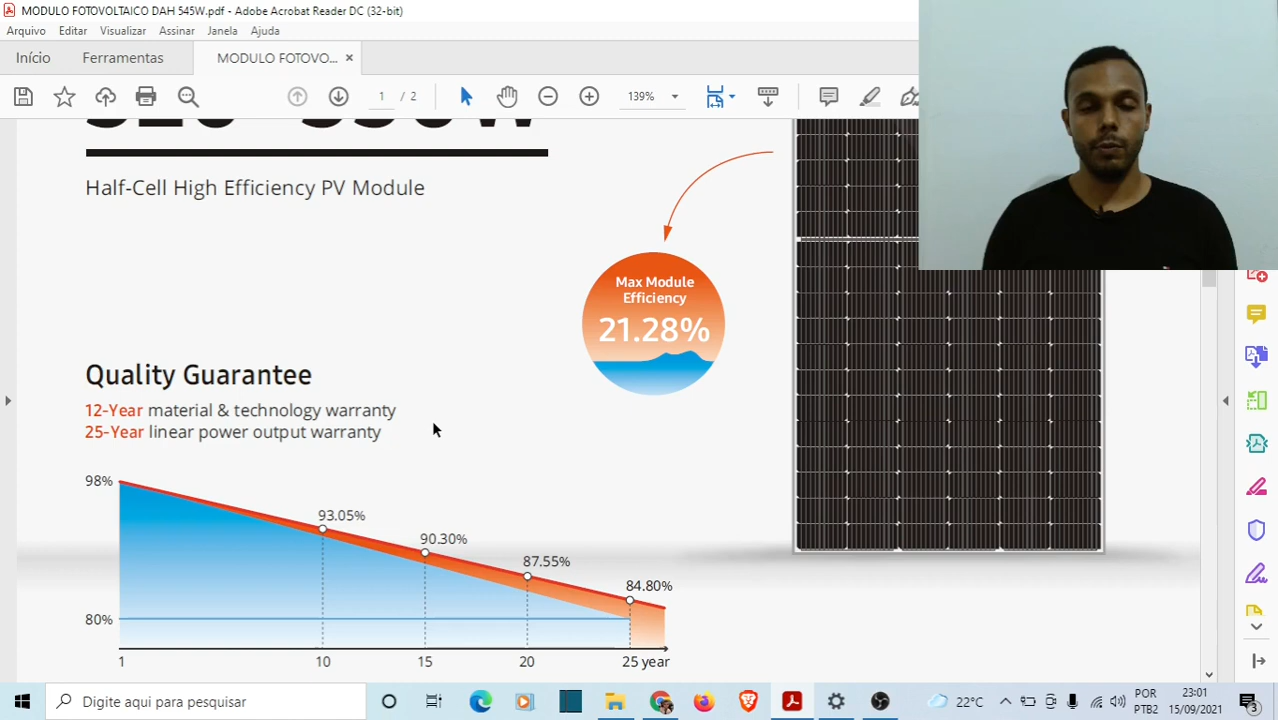 MODULO FOTOVOLTAICO DAH 545W.pdf - Adobe Acrobat Reader DC (32-bit)
Arquivo Editar Visualizar Assinar Janela Ajuda
Início Ferramentas MODULO FOTOVO... ×
1 / 2 139%
Half-Cell High Efficiency PV Module
Max Module
Efficiency
21.28%
Quality Guarantee
12-Year material & technology warranty
25-Year linear power output warranty
98%
93.05%
90.30%
87.55%
84.80%
80%
1 10 15 20 25 year
Digite aqui para pesquisar
22°C
POR
PTB2
23:01
15/09/2021
3